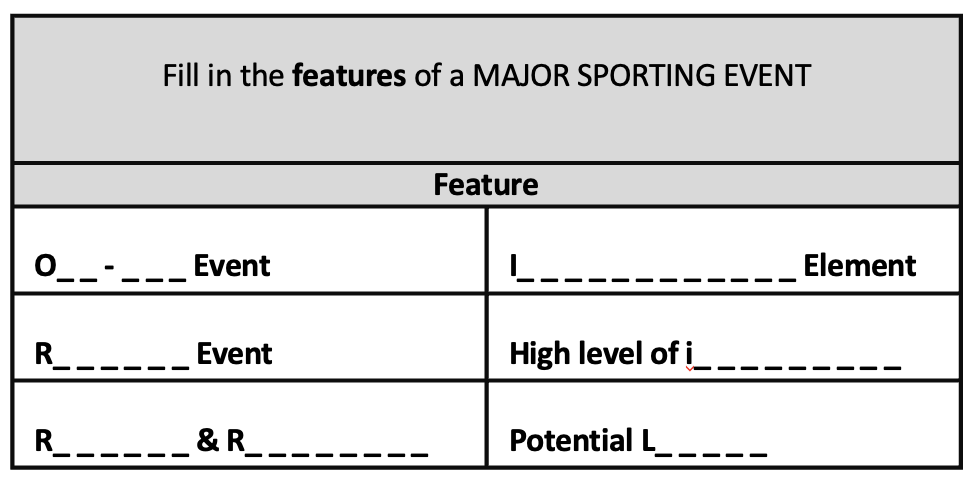 Fill in the features of a MAJOR SPORTING EVENT
Feature
O_ _ - _ _ _ Event
I_ _ _ _ _ _ _ _ _ _ _ _ Element
R_ _ _ _ _ _ Event
High level of i_ _ _ _ _ _ _ _ _
R_ _ _ _ _ _ & R_ _ _ _ _ _ _ _
Potential L_ _ _ _ _